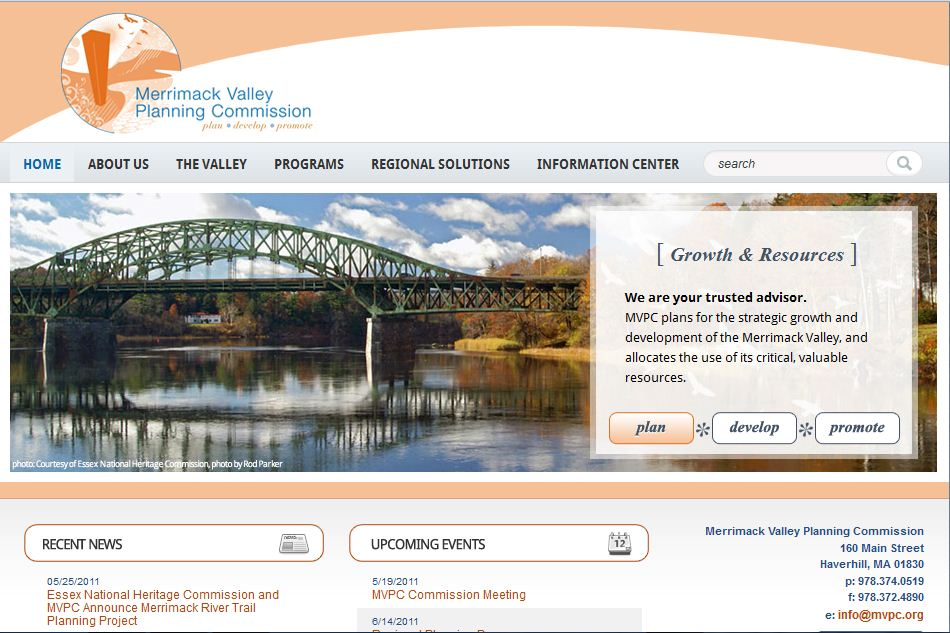 Merrimack Valley
Planning Commission
plan • develop • promote
HOME ABOUT US THE VALLEY PROGRAMS REGIONAL SOLUTIONS INFORMATION CENTER search
[ Growth & Resources ]
We are your trusted advisor.
MVPC plans for the strategic growth and
development of the Merrimack Valley, and
allocates the use of its critical, valuable
resources.
plan * develop * promote
photo: Courtesy of Essex National Heritage Commission, photo by Rod Parker
RECENT NEWS
05/25/2011
Essex National Heritage Commission and
MVPC Announce Merrimack River Trail
Planning Project
UPCOMING EVENTS
12
5/19/2011
MVPC Commission Meeting
6/14/2011
Merrimack Valley Planning Commission
160 Main Street
Haverhill, MA 01830
p: 978.374.0519
f: 978.372.4890
e: info@mvpc.org